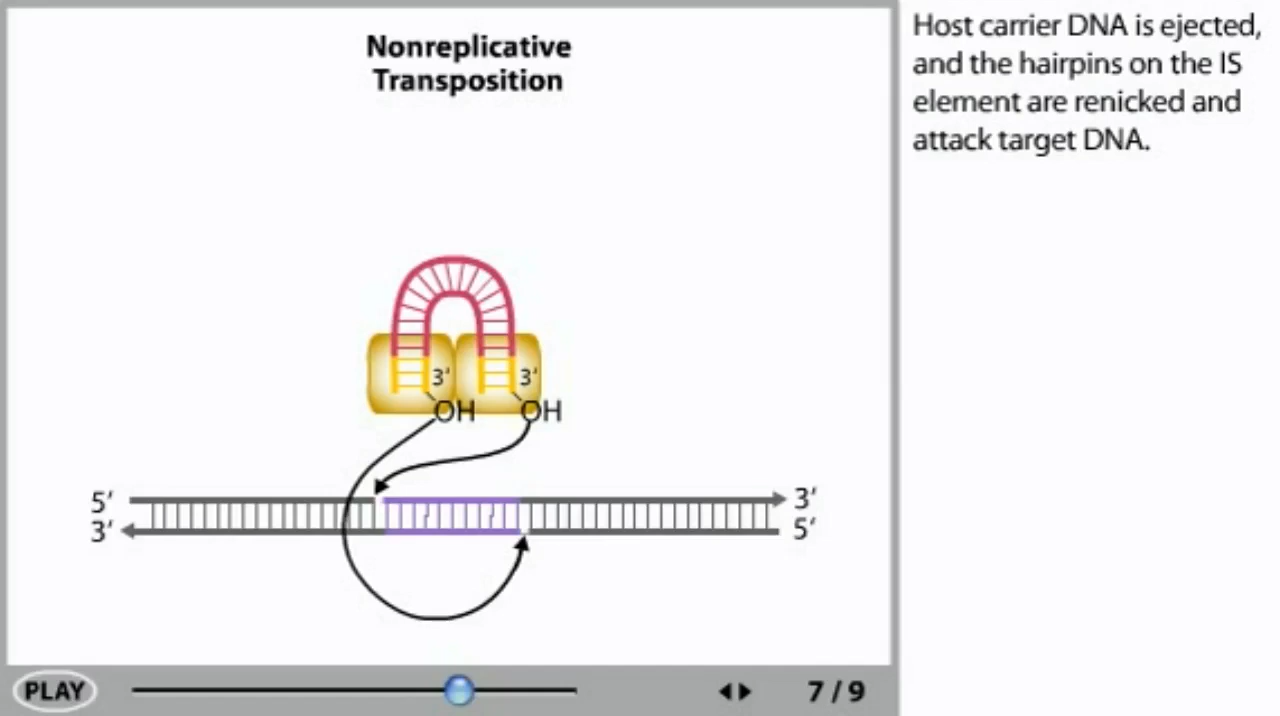 Nonreplicative
Transposition
Host carrier DNA is ejected,
and the hairpins on the IS
element are renicked and
attack target DNA.
3′ 3′
OH OH
5′ 3′
3′ 5′
PLAY 7 / 9